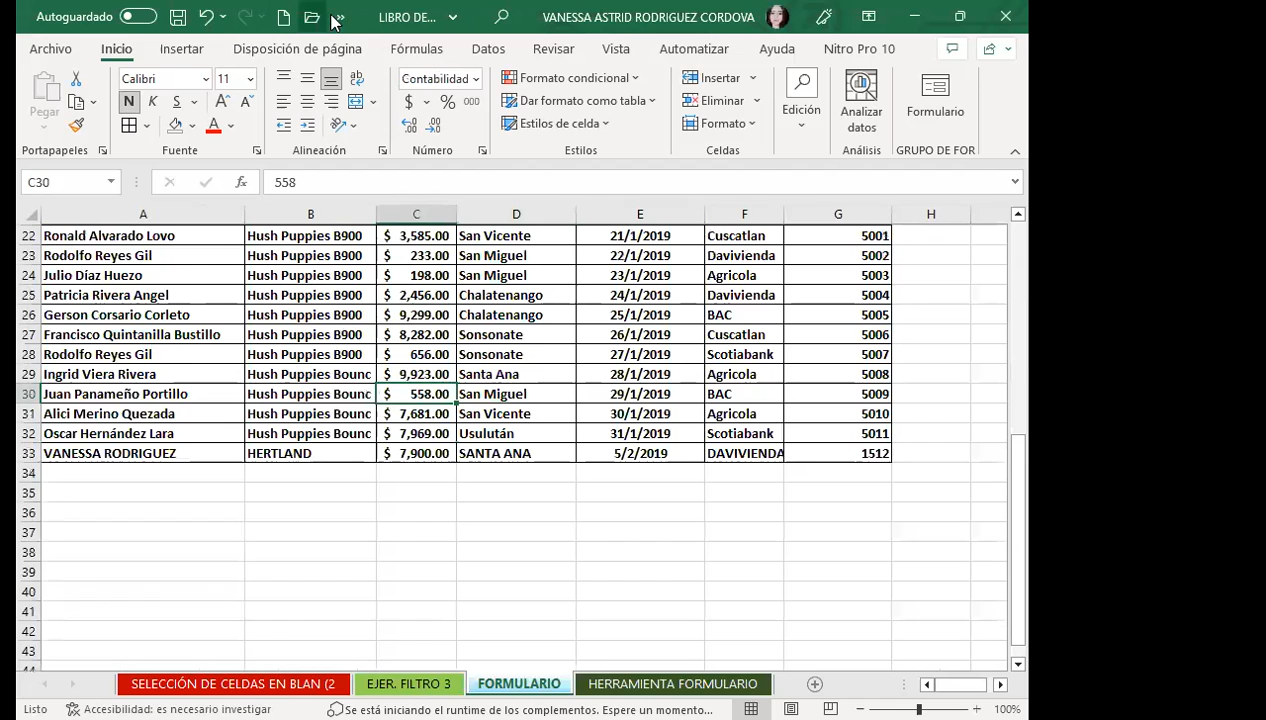 Autoguardado LIBRO DE... VANESSA ASTRID RODRIGUEZ CORDOVA
Archivo Inicio Insertar Disposición de página Fórmulas Datos Revisar Vista Automatizar Ayuda Nitro Pro 10
Pegar Calibri 11 Contabilidad Formato condicional Insertar Edición Analizar datos Formulario
N K S $ % 000 Dar formato como tabla Eliminar
Estilos de celda Formato
Portapapeles Fuente Alineación Número Estilos Celdas Análisis GRUPO DE FOR
C30 fx 558
A B C D E F G H
22 Ronald Alvarado Lovo Hush Puppies B900 $ 3,585.00 San Vicente 21/1/2019 Cuscatlan 5001
23 Rodolfo Reyes Gil Hush Puppies B900 $ 233.00 San Miguel 22/1/2019 Davivienda 5002
24 Julio Díaz Huezo Hush Puppies B900 $ 198.00 San Miguel 23/1/2019 Agricola 5003
25 Patricia Rivera Angel Hush Puppies B900 $ 2,456.00 Chalatenango 24/1/2019 Davivienda 5004
26 Gerson Corsario Corleto Hush Puppies B900 $ 9,299.00 Chalatenango 25/1/2019 BAC 5005
27 Francisco Quintanilla Bustillo Hush Puppies B900 $ 8,282.00 Sonsonate 26/1/2019 Cuscatlan 5006
28 Rodolfo Reyes Gil Hush Puppies B900 $ 656.00 Sonsonate 27/1/2019 Scotiabank 5007
29 Ingrid Viera Rivera Hush Puppies Bounc $ 9,923.00 Santa Ana 28/1/2019 Agricola 5008
30 Juan Panameño Portillo Hush Puppies Bounc $ 558.00 San Miguel 29/1/2019 BAC 5009
31 Alici Merino Quezada Hush Puppies Bounc $ 7,681.00 San Vicente 30/1/2019 Agricola 5010
32 Oscar Hernández Lara Hush Puppies Bounc $ 7,969.00 Usulután 31/1/2019 Scotiabank 5011
33 VANESSA RODRIGUEZ HERTLAND $ 7,900.00 SANTA ANA 5/2/2019 DAVIVIENDA 1512
34
35
36
37
38
39
40
41
42
43
44
SELECCIÓN DE CELDAS EN BLAN (2 EJER. FILTRO 3 FORMULARIO HERRAMIENTA FORMULARIO
Listo Accesibilidad: es necesario investigar Se está iniciando el runtime de los complementos. Espere un momento... 100%